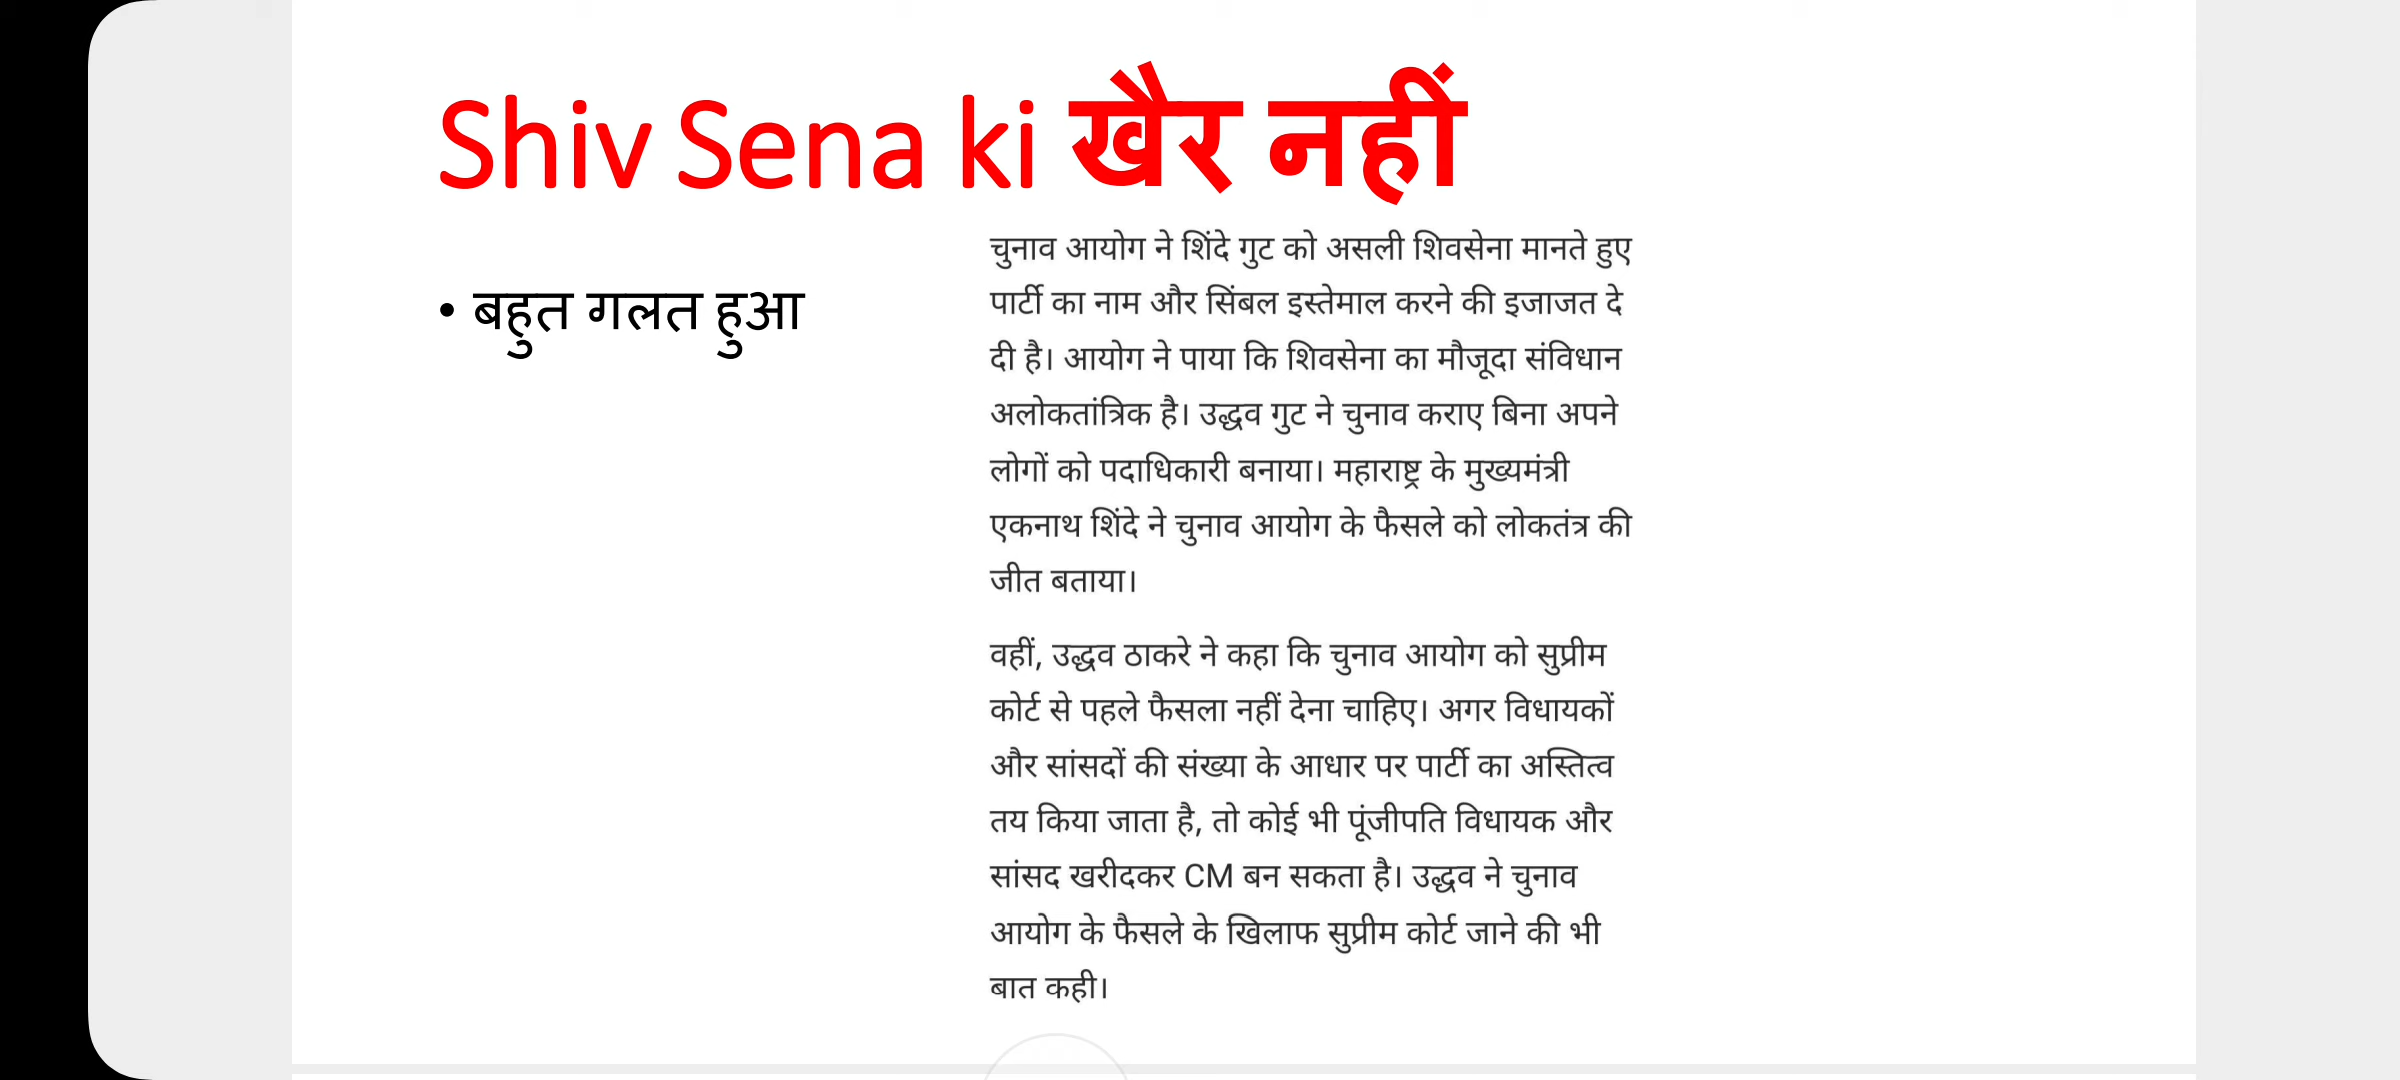 Shiv Sena ki खैर नहीं
• बहुत गलत हुआ
चुनाव आयोग ने शिंदे गुट को असली शिवसेना मानते हुए
पार्टी का नाम और सिंबल इस्तेमाल करने की इजाजत दे
दी है। आयोग ने पाया कि शिवसेना का मौजूदा संविधान
अलोकतांत्रिक है। उद्धव गुट ने चुनाव कराए बिना अपने
लोगों को पदाधिकारी बनाया। महाराष्ट्र के मुख्यमंत्री
एकनाथ शिंदे ने चुनाव आयोग के फैसले को लोकतंत्र की
जीत बताया।
वहीं, उद्धव ठाकरे ने कहा कि चुनाव आयोग को सुप्रीम
कोर्ट से पहले फैसला नहीं देना चाहिए। अगर विधायकों
और सांसदों की संख्या के आधार पर पार्टी का अस्तित्व
तय किया जाता है, तो कोई भी पूंजीपति विधायक और
सांसद खरीदकर CM बन सकता है। उद्धव ने चुनाव
आयोग के फैसले के खिलाफ सुप्रीम कोर्ट जाने की भी
बात कही।